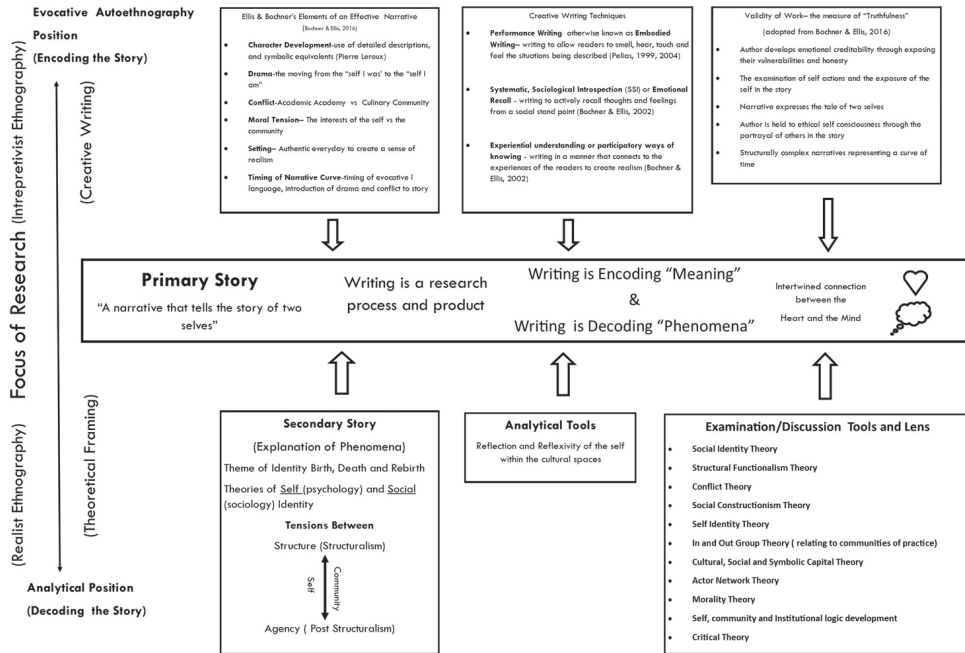 Evocative Autoethnography
Position
(Encoding the Story)
Focus of Research (Intrepretivist Ethnography)
(Creative Writing)
(Realist Ethnography)
(Theoretical Framing)
Analytical Position
(Decoding the Story)
Ellis & Bochner's Elements of an Effective Narrative
(Bochner & Ellis, 2016)
• Character Development-use of detailed descriptions,
and symbolic equivalents (Pierre Leroux)
• Drama-the moving from the "self I was' to the "self I
am"
• Conflict-Academic Academy vs Culinary Community
• Moral Tension– The interests of the self vs the
community
• Setting– Authentic everyday to create a sense of
realism
• Timing of Narrative Curve-timing of evocative l
language, introduction of drama and conflict to story
Creative Writing Techniques
• Performance Writing otherwise known as Embodied
Writing– writing to allow readers to smell, hear, touch and
feel the situations being described (Pelias, 1999, 2004)
• Systematic, Sociological Introspection (SSI) or Emotional
Recall - writing to actively recall thoughts and feelings
from a social stand point (Bochner & Ellis, 2002)
• Experiential understanding or participatory ways of
knowing - writing in a manner that connects to the
experiences of the readers to create realism (Bochner &
Ellis, 2002)
Validity of Work– the measure of "Truthfulness"
(adopted from Bochner & Ellis, 2016)
• Author develops emotional creditability through exposing
their vulnerabilities and honesty
• The examination of self actions and the exposure of the
self in the story
• Narrative expresses the tale of two selves
• Author is held to ethical self consciousness through the
portrayal of others in the story
• Structurally complex narratives representing a curve of
time
Primary Story
"A narrative that tells the story of two
selves"
Writing is a research
process and product
Writing is Encoding "Meaning"
&
Writing is Decoding "Phenomena"
Intertwined connection
between the
Heart and the Mind
Secondary Story
(Explanation of Phenomena)
Theme of Identity Birth, Death and Rebirth
Theories of Self (psychology) and Social
(sociology) Identity
Tensions Between
Structure (Structuralism)
Self
Community
Agency ( Post Structuralism)
Analytical Tools
Reflection and Reflexivity of the self
within the cultural spaces
Examination/Discussion Tools and Lens
• Social Identity Theory
• Structural Functionalism Theory
• Conflict Theory
• Social Constructionism Theory
• Self Identity Theory
• In and Out Group Theory ( relating to communities of practice)
• Cultural, Social and Symbolic Capital Theory
• Actor Network Theory
• Morality Theory
• Self, community and Institutional logic development
• Critical Theory